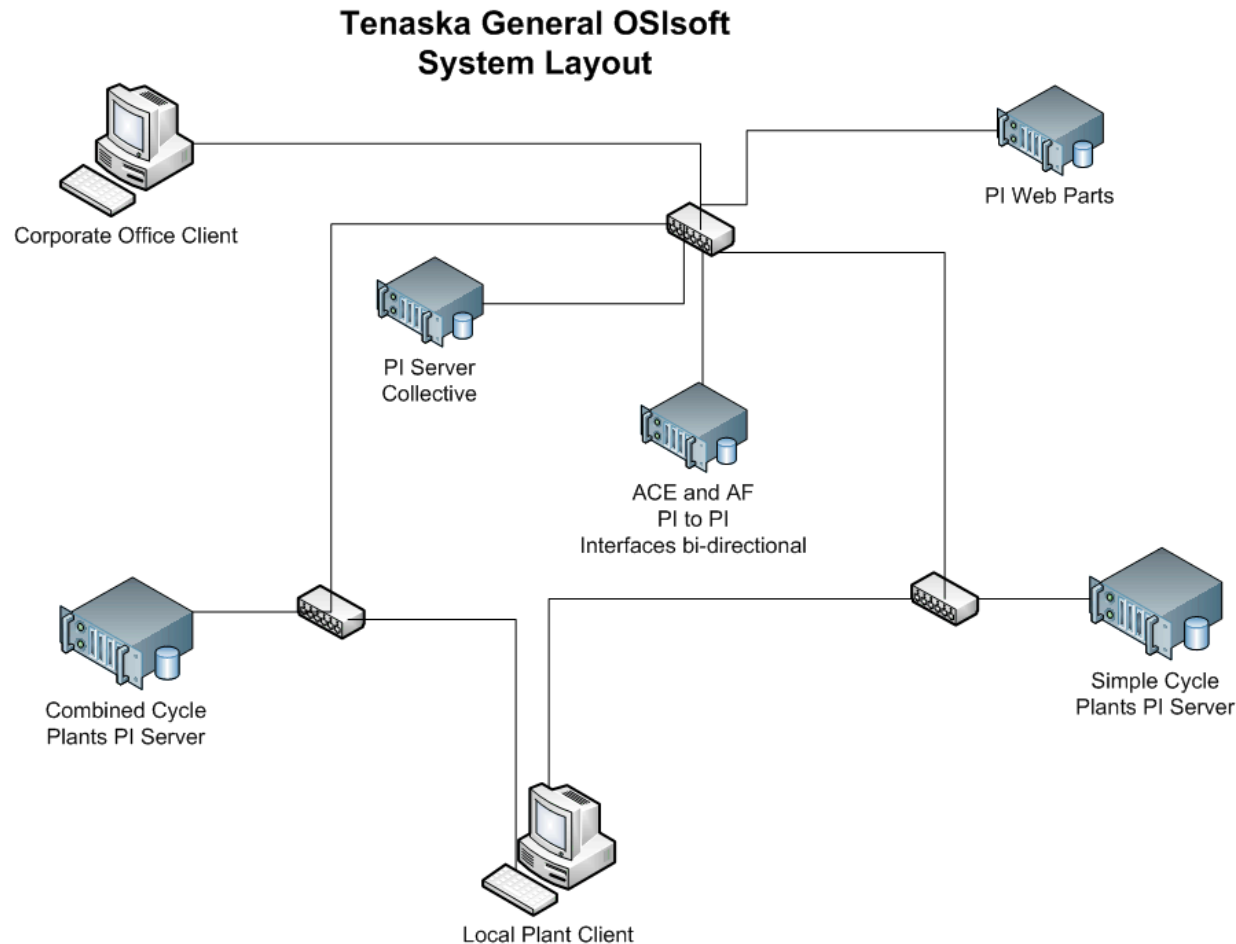 Tenaska General OSIsoft
System Layout
Corporate Office Client
PI Web Parts
PI Server
Collective
ACE and AF
PI to PI
Interfaces bi-directional
Combined Cycle
Plants PI Server
Simple Cycle
Plants PI Server
Local Plant Client